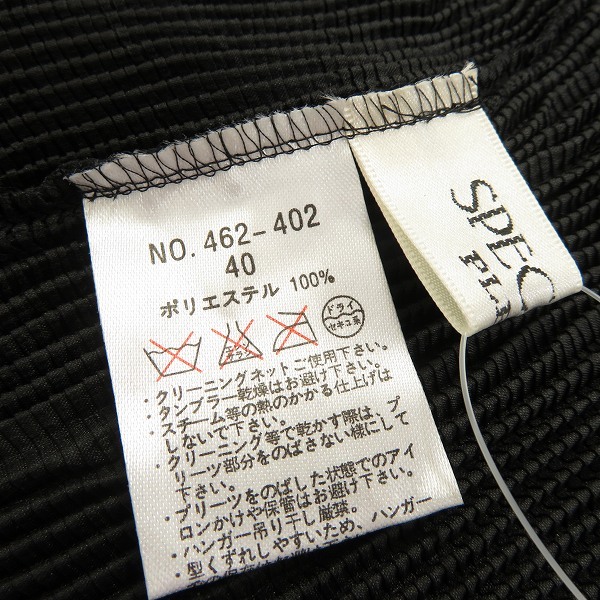 NO. 462-402
40
ポリエステル 100%
エンソ
サラシ
ドライ
セキユ系
・クリーニングネットご使用下さい。
・タンブラー乾燥はお避け下さい。
・スチーム等の熱のかかる仕上げは
しないで下さい。
・クリーニング等で乾かす際は、プ
リーツ部分をのばさない様にして
下さい。
・プリーツをのばした状態でのアイ
ロンかけや保管はお避け下さい。
・ハンガー吊り干し厳禁。
・型くずれしやすいため、ハンガー
SPEC